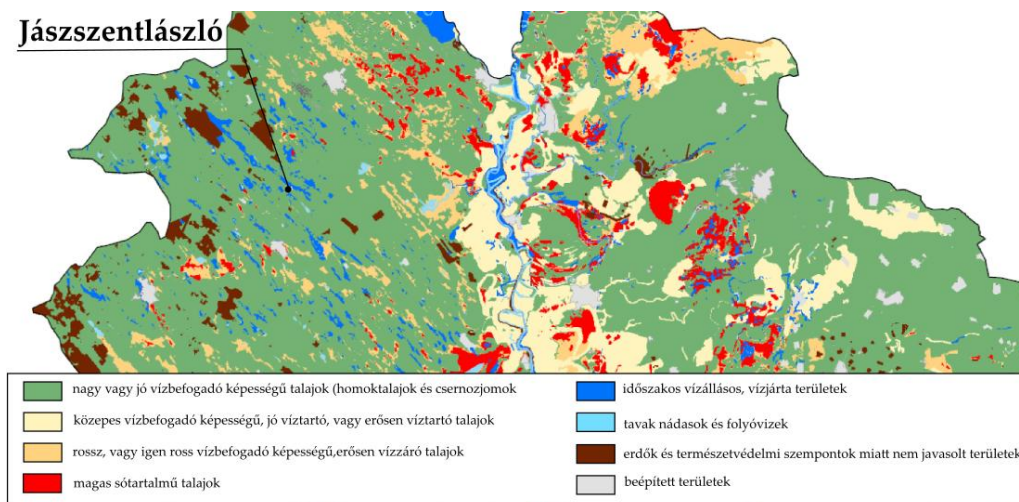 Jászszentlászló
nagy vagy jó vízbefogadó képességű talajok (homoktalajok és csernozjomok
közepes vízbefogadó képességű, jó víztartó, vagy erősen víztartó talajok
rossz, vagy igen ross vízbefogadó képességű,erősen vízzáró talajok
magas sótartalmű talajok
időszakos vízállásos, vízjárta területek
tavak nádasok és folyóvizek
erdők és természetvédelmi szempontok miatt nem javasolt területek
beépített területek